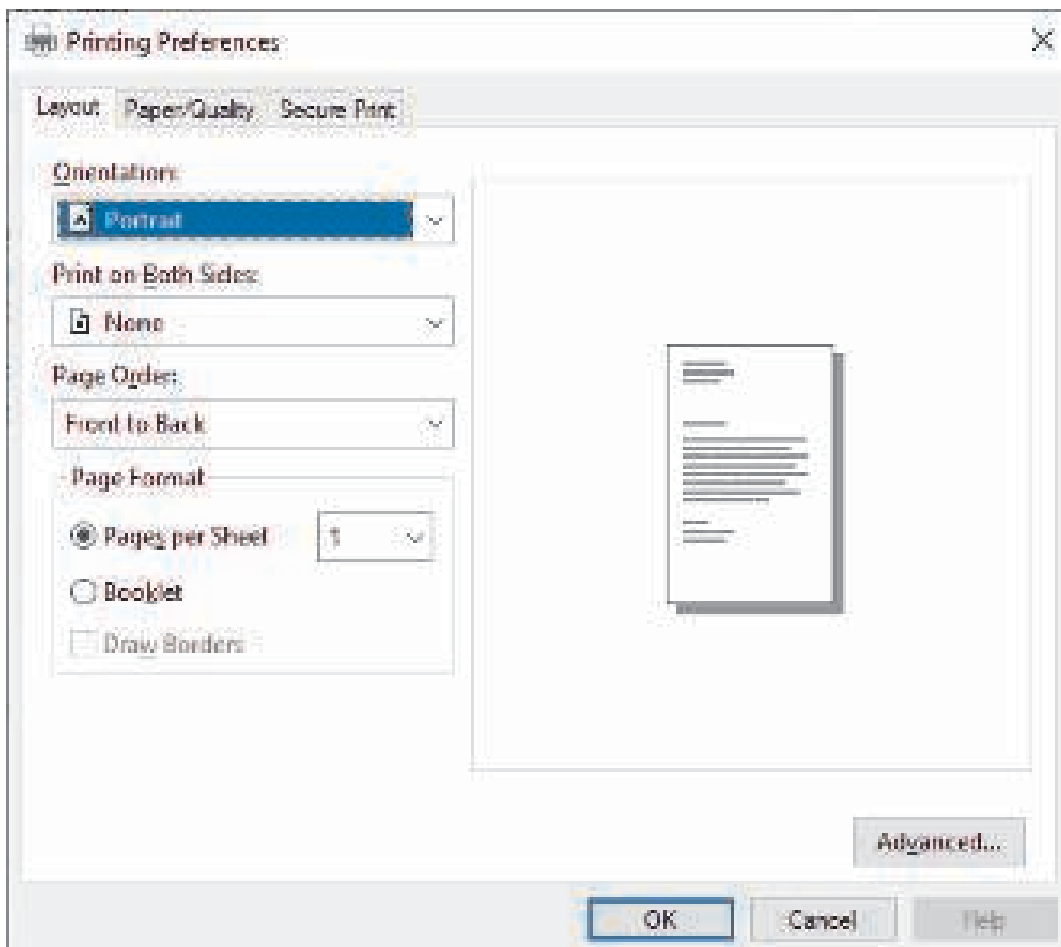 Printing Preferences
Layout Paper/Quality Secure Print
Orientation:
Portrait
Print on Both Sides:
None
Page Order:
Front to Back
Page Format
Pages per Sheet 1
Booklet
Draw Borders
Advanced...
OK Cancel Help